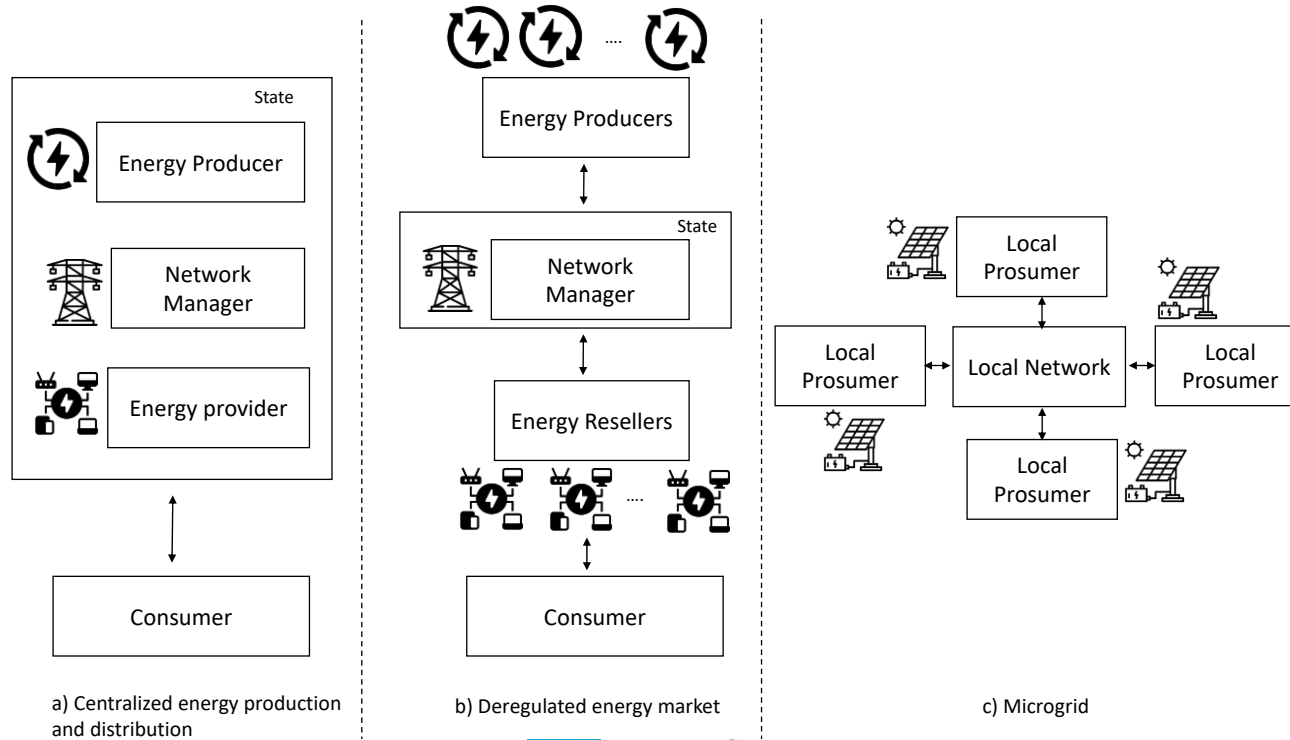 State
Energy Producer
Network
Manager
Energy provider
Consumer
a) Centralized energy production
and distribution
....
Energy Producers
State
Network
Manager
Energy Resellers
....
Consumer
b) Deregulated energy market
Local
Prosumer
Local
Prosumer
Local Network
Local
Prosumer
Local
Prosumer
c) Microgrid